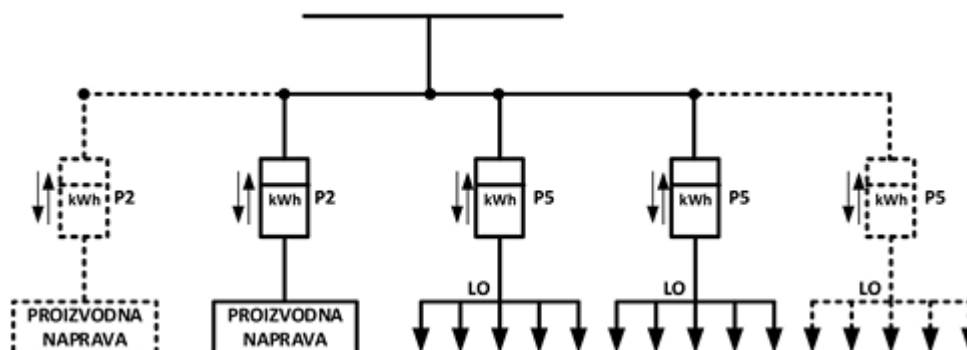 kWh P2
kWh P2
kWh P5
kWh P5
kWh P5
LO
LO
LO
PROIZVODNA
NAPRAVA
PROIZVODNA
NAPRAVA